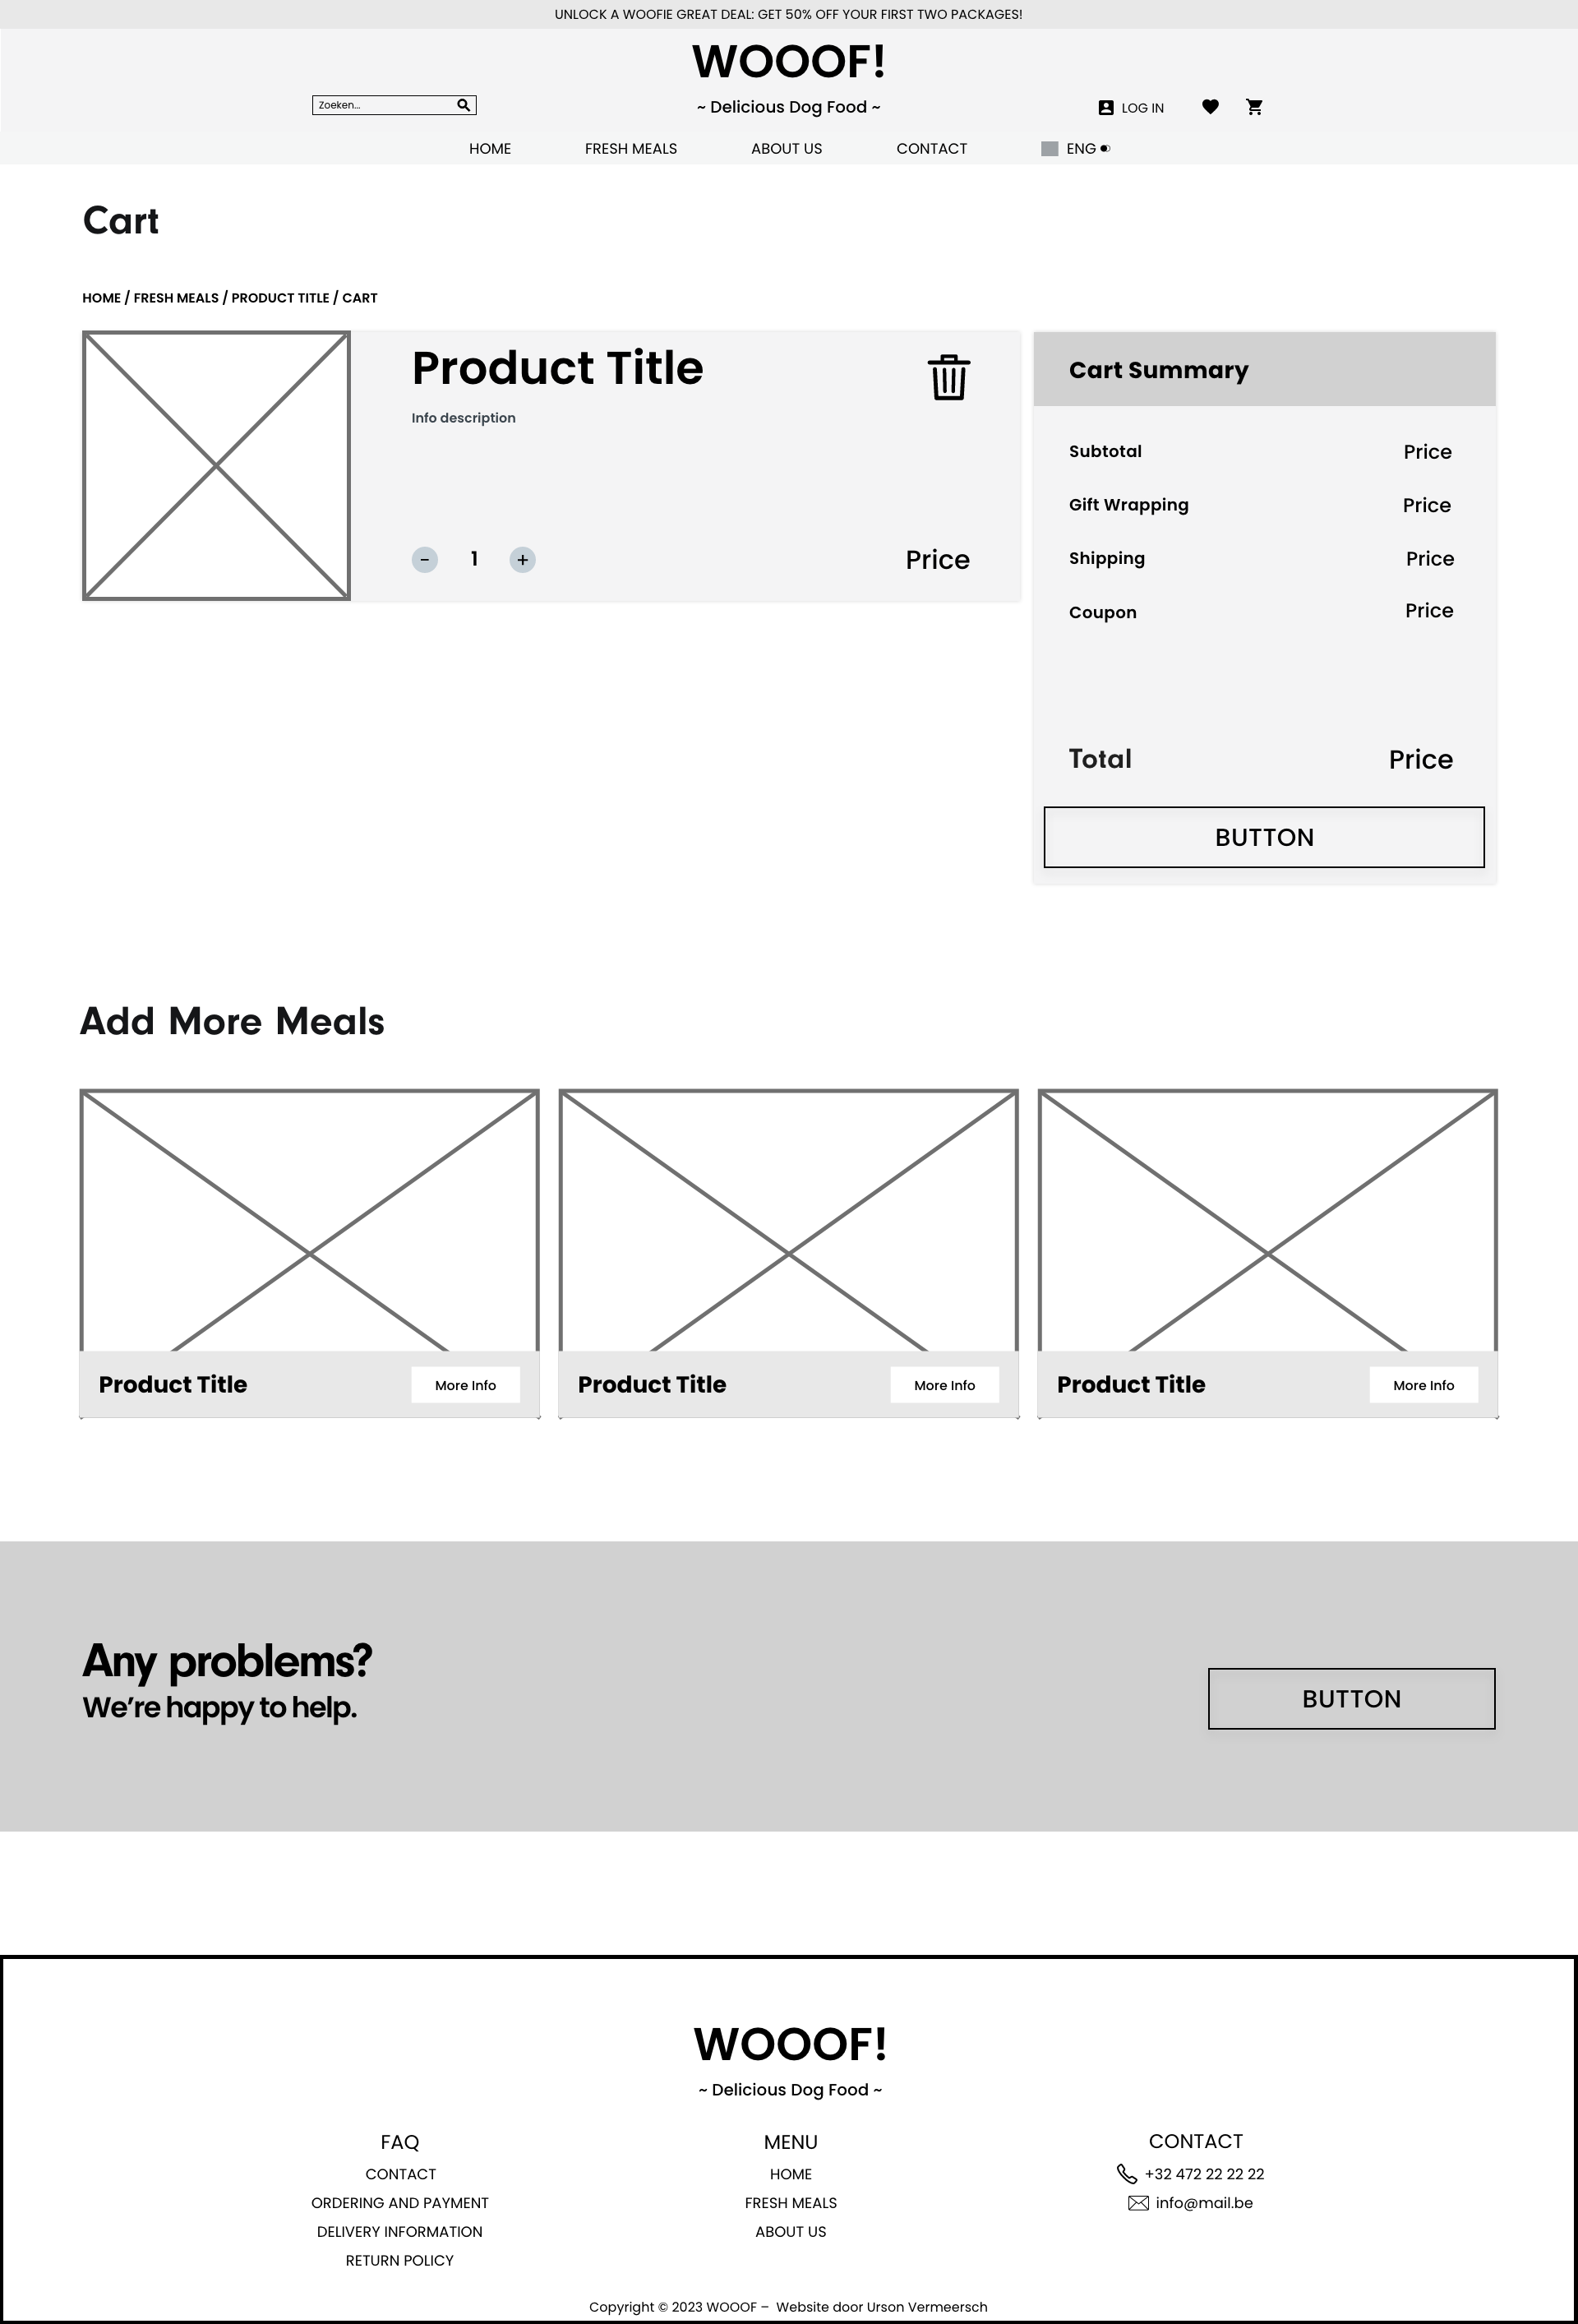 UNLOCK A WOOFIE GREAT DEAL: GET 50% OFF YOUR FIRST TWO PACKAGES!
WOOOF!
Zoeken...
~ Delicious Dog Food ~
LOG IN
HOME FRESH MEALS ABOUT US CONTACT ENG
Cart
HOME / FRESH MEALS / PRODUCT TITLE / CART
Product Title
Info description
− 1 +
Price
Cart Summary
Subtotal Price
Gift Wrapping Price
Shipping Price
Coupon Price
Total Price
BUTTON
Add More Meals
Product Title More Info
Product Title More Info
Product Title More Info
Any problems?
We’re happy to help.
BUTTON
WOOOF!
~ Delicious Dog Food ~
FAQ
CONTACT
ORDERING AND PAYMENT
DELIVERY INFORMATION
RETURN POLICY
MENU
HOME
FRESH MEALS
ABOUT US
CONTACT
+32 472 22 22 22
info@mail.be
Copyright © 2023 WOOOF – Website door Urson Vermeersch